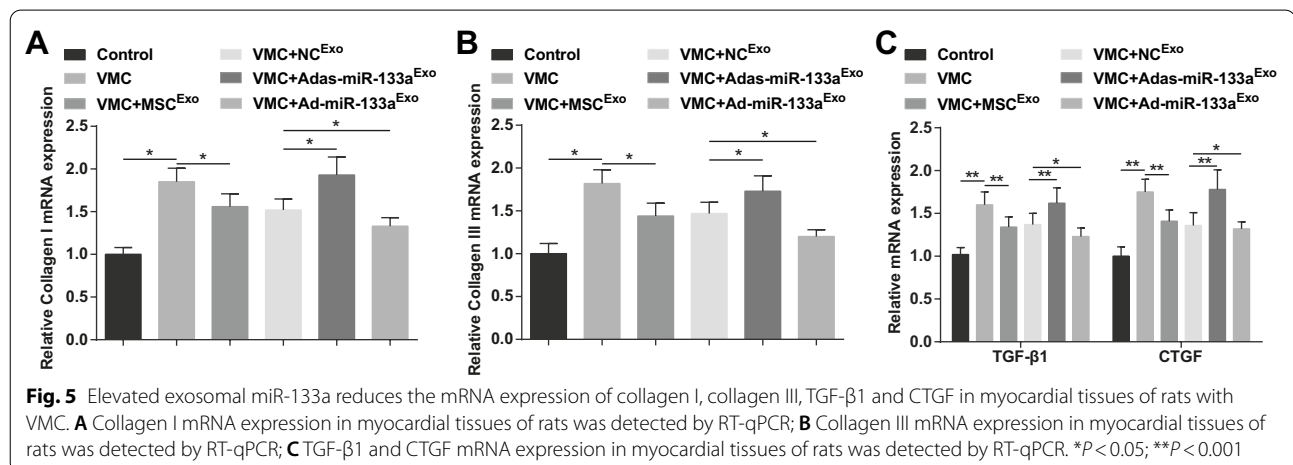 A
Control
VMC
VMC+MSC^Exo
VMC+NC^Exo
VMC+Adas-miR-133a^Exo
VMC+Ad-miR-133a^Exo
Relative Collagen I mRNA expression
2.5
2.0
1.5
1.0
0.5
0.0
* * * *
B
Control
VMC
VMC+MSC^Exo
VMC+NC^Exo
VMC+Adas-miR-133a^Exo
VMC+Ad-miR-133a^Exo
Relative Collagen III mRNA expression
2.5
2.0
1.5
1.0
0.5
0.0
* * * *
C
Control
VMC
VMC+MSC^Exo
VMC+NC^Exo
VMC+Adas-miR-133a^Exo
VMC+Ad-miR-133a^Exo
Relative mRNA expression
2.5
2.0
1.5
1.0
0.5
0.0
** ** ** *
** ** ** *
TGF-β1
CTGF
Fig. 5 Elevated exosomal miR-133a reduces the mRNA expression of collagen I, collagen III, TGF-β1 and CTGF in myocardial tissues of rats with
VMC. A Collagen I mRNA expression in myocardial tissues of rats was detected by RT-qPCR; B Collagen III mRNA expression in myocardial tissues of
rats was detected by RT-qPCR; C TGF-β1 and CTGF mRNA expression in myocardial tissues of rats was detected by RT-qPCR. *P < 0.05; **P < 0.001